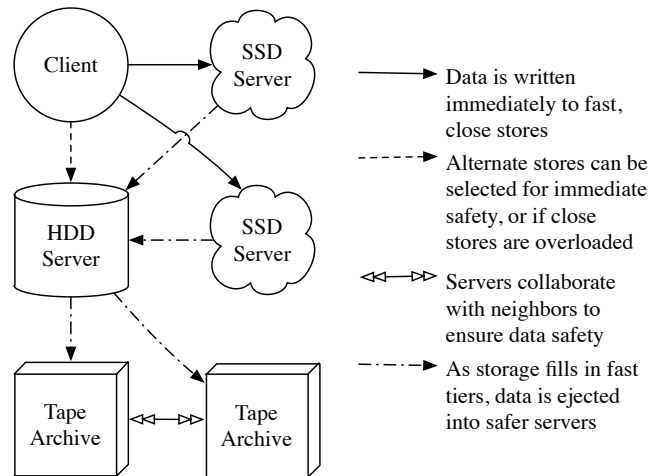 Client
SSD
Server
HDD
Server
SSD
Server
Tape
Archive
Tape
Archive
Data is written
immediately to fast,
close stores
Alternate stores can be
selected for immediate
safety, or if close
stores are overloaded
Servers collaborate
with neighbors to
ensure data safety
As storage fills in fast
tiers, data is ejected
into safer servers